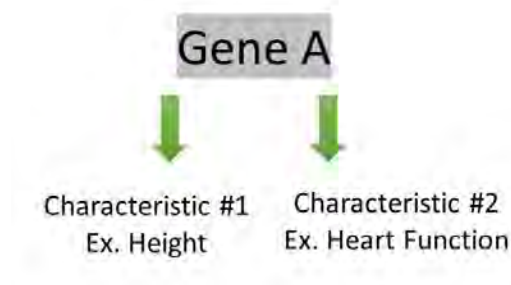 Gene A
Characteristic #1
Ex. Height
Characteristic #2
Ex. Heart Function